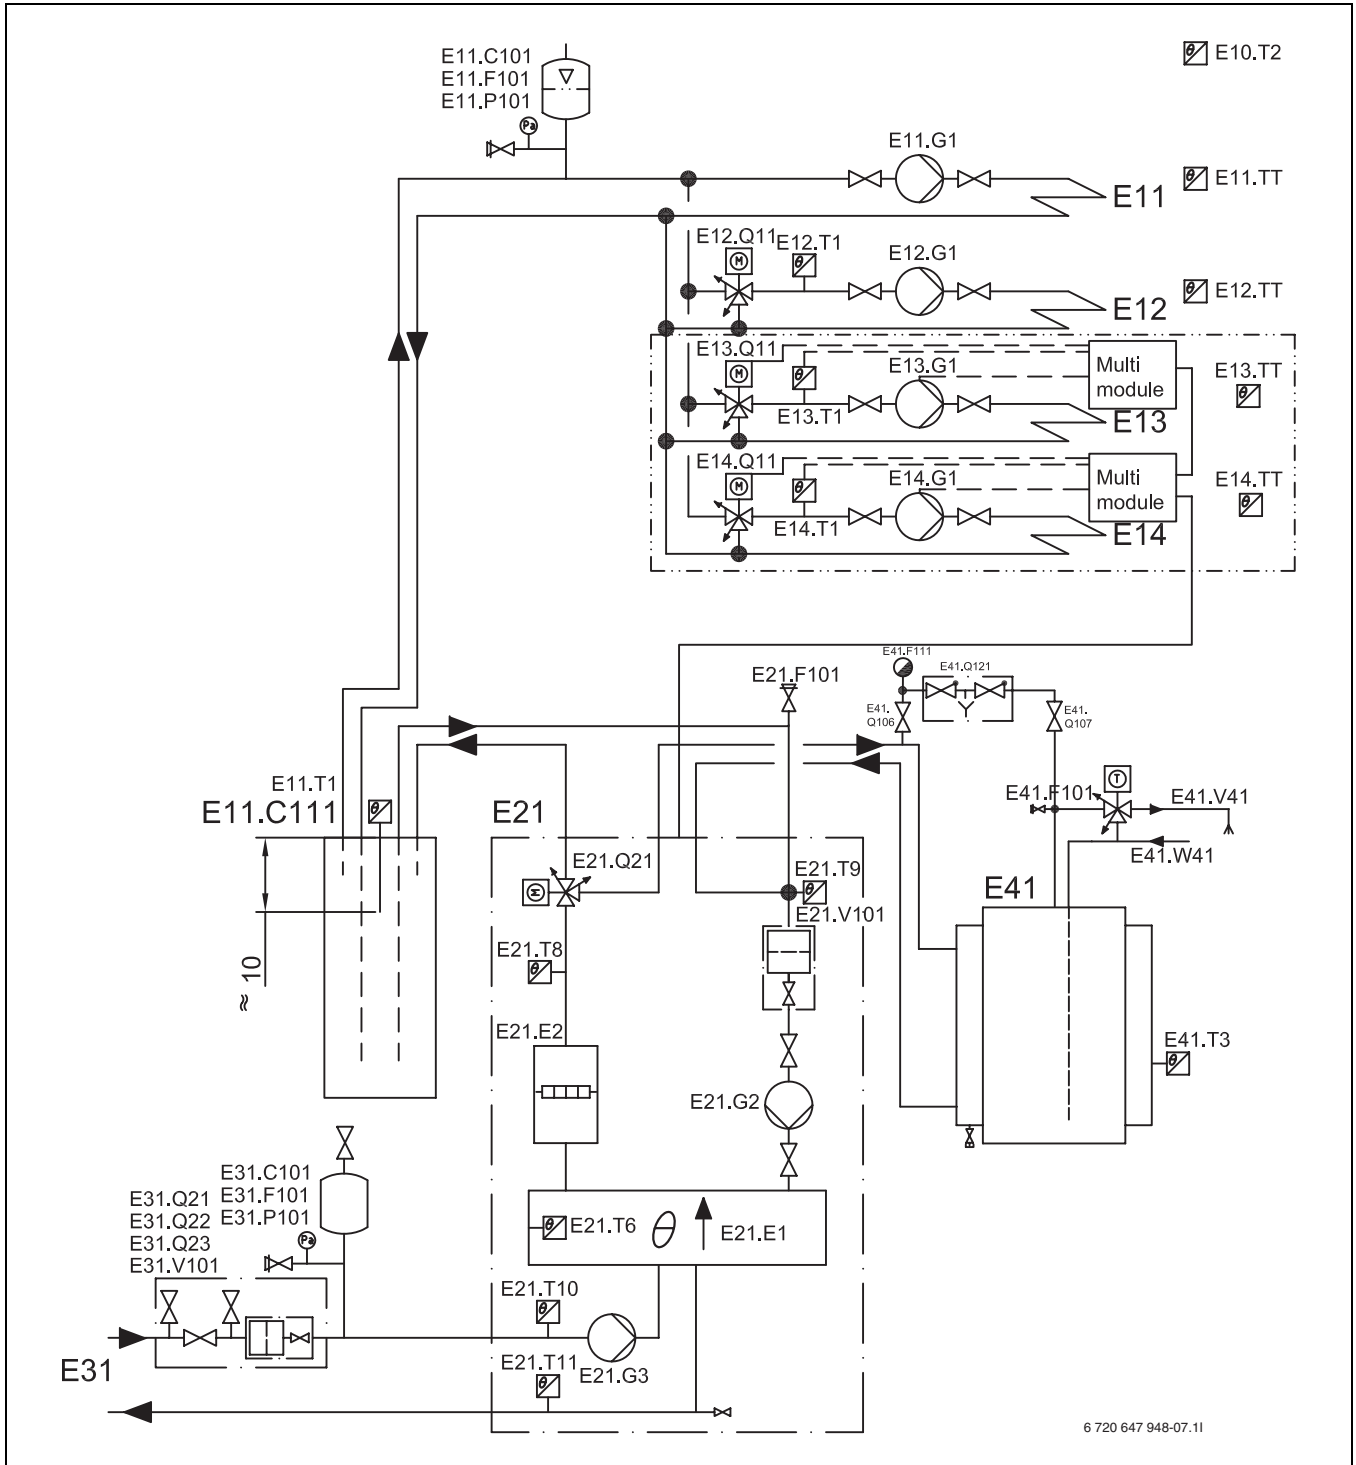 E11.C101
E11.F101
E11.P101
Pa
θ E10.T2
E11.G1
θ E11.TT
E11
E12.Q11
M
E12.T1
θ
E12.G1
θ E12.TT
E12
E13.Q11
M
θ
E13.G1
E13.T1
Multi
module
E13
E13.TT
θ
E14.Q11
M
θ
E14.G1
E14.T1
Multi
module
E14
E14.TT
θ
E21.F101
E41.F111
E41.Q121
E41.
Q106
E41.
Q107
E11.T1
θ
E11.C111
≈ 10
E21
E21.Q21
M
E21.T9
θ
E21.V101
E21.T8
θ
E21.E2
E21.G2
E41.F101
T
E41.V41
E41.W41
E41
E41.T3
θ
E31.C101
E31.F101
E31.P101
Pa
E31.Q21
E31.Q22
E31.Q23
E31.V101
θ E21.T6
E21.E1
E21.T10
θ
E21.G3
E21.T11
θ
E31
6 720 647 948-07.1I